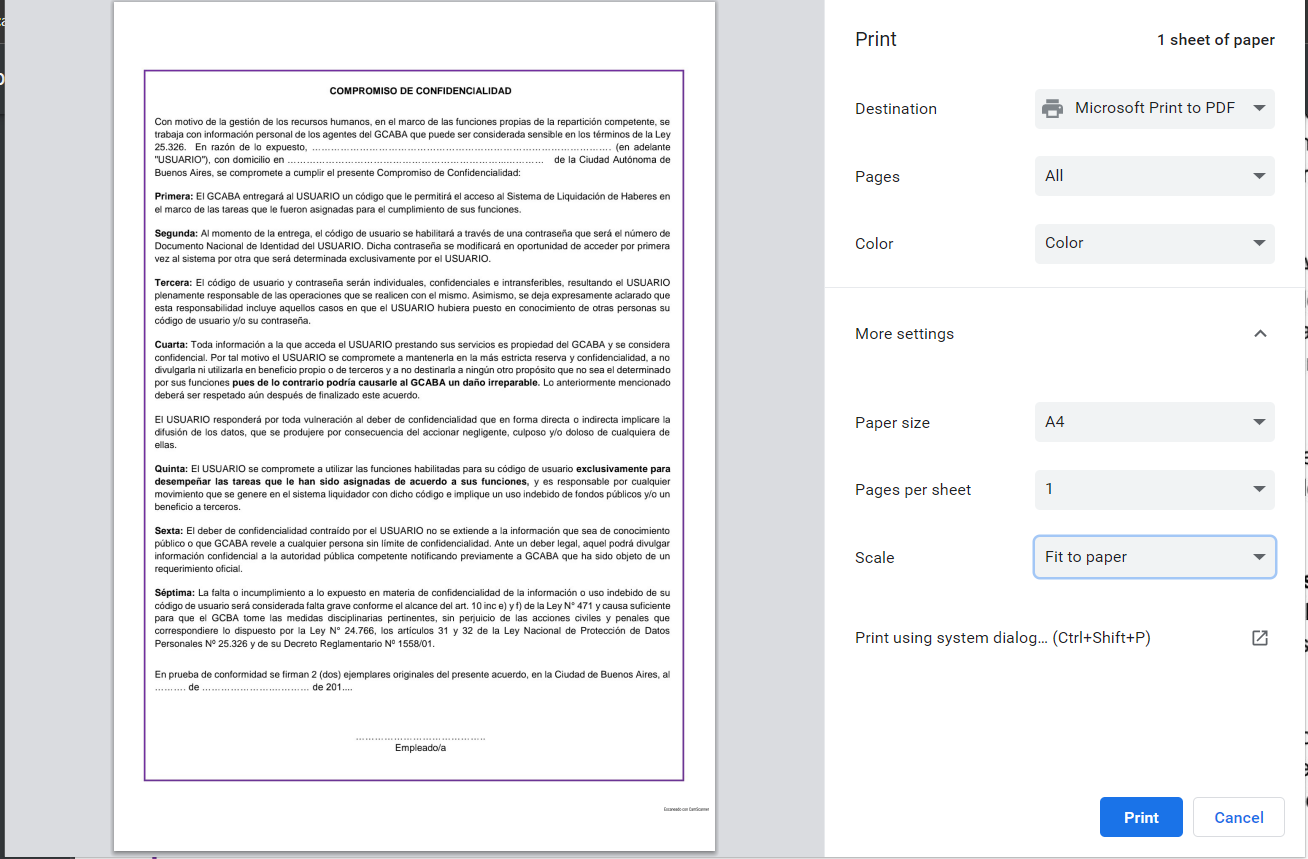 COMPROMISO DE CONFIDENCIALIDAD
Con motivo de la gestión de los recursos humanos, en el marco de las funciones propias de la repartición competente, se
trabaja con información personal de los agentes del GCABA que puede ser considerada sensible en los términos de la Ley
25.326. En razón de lo expuesto, ……………………………………………………………………………………. (en adelante
"USUARIO"), con domicilio en …………………………………………………………..………… de la Ciudad Autónoma de
Buenos Aires, se compromete a cumplir el presente Compromiso de Confidencialidad:
Primera: El GCABA entregará al USUARIO un código que le permitirá el acceso al Sistema de Liquidación de Haberes en
el marco de las tareas que le fueron asignadas para el cumplimiento de sus funciones.
Segunda: Al momento de la entrega, el código de usuario se habilitará a través de una contraseña que será el número de
Documento Nacional de Identidad del USUARIO. Dicha contraseña se modificará en oportunidad de acceder por primera
vez al sistema por otra que será determinada exclusivamente por el USUARIO.
Tercera: El código de usuario y contraseña serán individuales, confidenciales e intransferibles, resultando el USUARIO
plenamente responsable de las operaciones que se realicen con el mismo. Asimismo, se deja expresamente aclarado que
esta responsabilidad incluye aquellos casos en que el USUARIO hubiera puesto en conocimiento de otras personas su
código de usuario y/o su contraseña.
Cuarta: Toda información a la que acceda el USUARIO prestando sus servicios es propiedad del GCABA y se considera
confidencial. Por tal motivo el USUARIO se compromete a mantenerla en la más estricta reserva y confidencialidad, a no
divulgarla ni utilizarla en beneficio propio o de terceros y a no destinarla a ningún otro propósito que no sea el determinado
por sus funciones pues de lo contrario podría causarle al GCABA un daño irreparable. Lo anteriormente mencionado
deberá ser respetado aún después de finalizado este acuerdo.
El USUARIO responderá por toda vulneración al deber de confidencialidad que en forma directa o indirecta implicare la
difusión de los datos, que se produjere por consecuencia del accionar negligente, culposo y/o doloso de cualquiera de
ellas.
Quinta: El USUARIO se compromete a utilizar las funciones habilitadas para su código de usuario exclusivamente para
desempeñar las tareas que le han sido asignadas de acuerdo a sus funciones, y es responsable por cualquier
movimiento que se genere en el sistema liquidador con dicho código e implique un uso indebido de fondos públicos y/o un
beneficio a terceros.
Sexta: El deber de confidencialidad contraído por el USUARIO no se extiende a la información que sea de conocimiento
público o que GCABA revele a cualquier persona sin límite de confidencialidad. Ante un deber legal, aquel podrá divulgar
información confidencial a la autoridad pública competente notificando previamente a GCABA que ha sido objeto de un
requerimiento oficial.
Séptima: La falta o incumplimiento a lo expuesto en materia de confidencialidad de la información o uso indebido de su
código de usuario será considerada falta grave conforme el alcance del art. 10 inc e) y f) de la Ley N° 471 y causa suficiente
para que el GCBA tome las medidas disciplinarias pertinentes, sin perjuicio de las acciones civiles y penales que
correspondiere lo dispuesto por la Ley N° 24.766, los artículos 31 y 32 de la Ley Nacional de Protección de Datos
Personales Nº 25.326 y de su Decreto Reglamentario Nº 1558/01.
En prueba de conformidad se firman 2 (dos) ejemplares originales del presente acuerdo, en la Ciudad de Buenos Aires, al
………. de …………………..……….. de 201....
…………………………………..
Empleado/a
Escaneado con CamScanner
Print
1 sheet of paper
Destination
Microsoft Print to PDF
Pages
All
Color
Color
More settings
Paper size
A4
Pages per sheet
1
Scale
Fit to paper
Print using system dialog... (Ctrl+Shift+P)
Print
Cancel